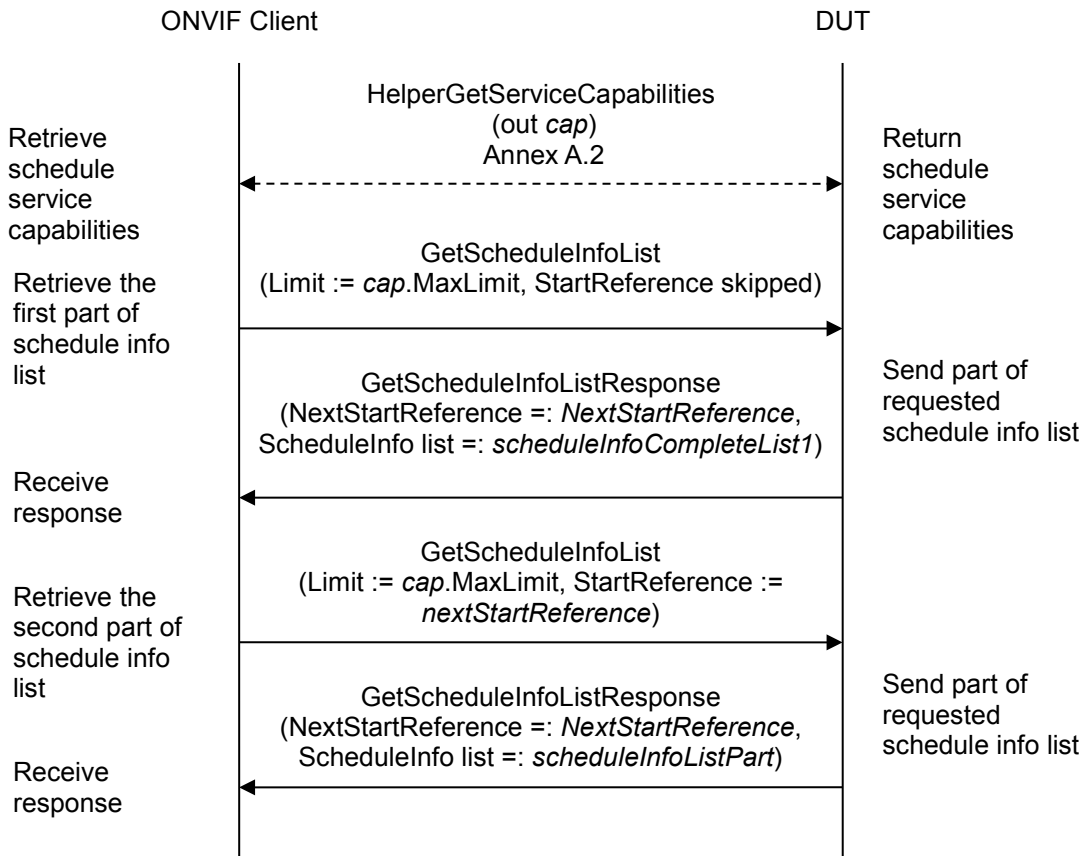 ONVIF Client
DUT
HelperGetServiceCapabilities
(out cap)
Annex A.2
Retrieve
schedule
service
capabilities
Return
schedule
service
capabilities
GetScheduleInfoList
(Limit := cap.MaxLimit, StartReference skipped)
Retrieve the
first part of
schedule info
list
GetScheduleInfoListResponse
(NextStartReference =: NextStartReference,
ScheduleInfo list =: scheduleInfoCompleteList1)
Send part of
requested
schedule info list
Receive
response
GetScheduleInfoList
(Limit := cap.MaxLimit, StartReference :=
nextStartReference)
Retrieve the
second part of
schedule info
list
GetScheduleInfoListResponse
(NextStartReference =: NextStartReference,
ScheduleInfo list =: scheduleInfoListPart)
Send part of
requested
schedule info list
Receive
response